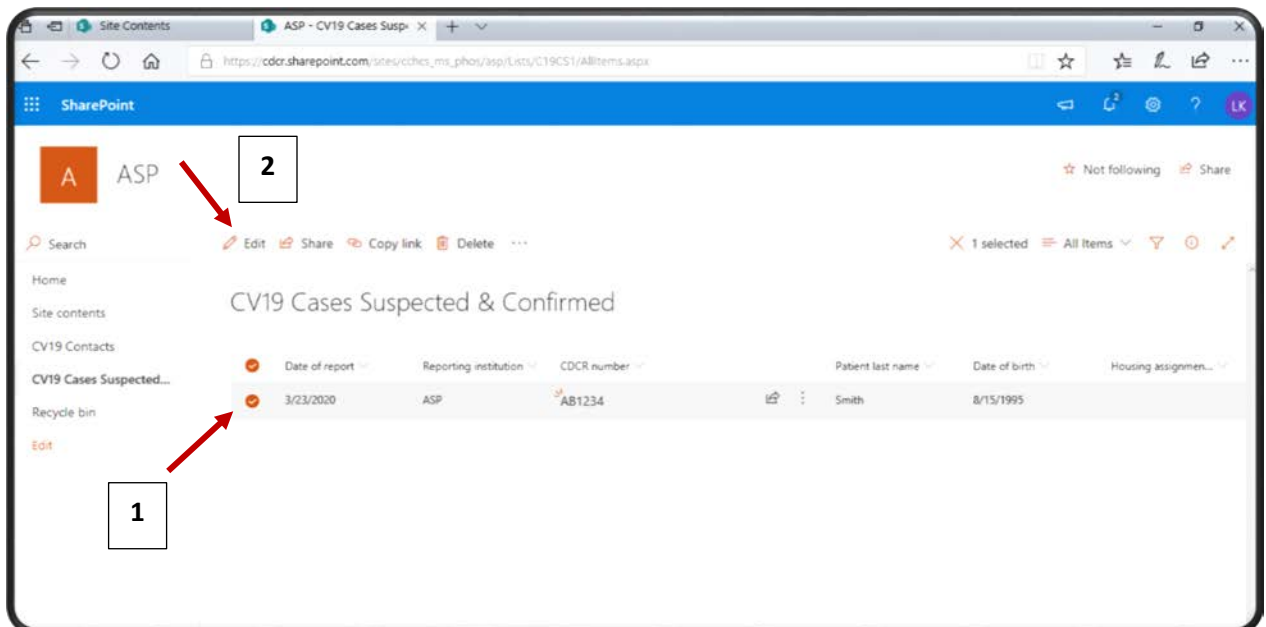 Site Contents
ASP - CV19 Cases Susp
https://cdcr.sharepoint.com/sites/cchcs_ms_phos/asp/Lists/C19CS1/AllItems.aspx
SharePoint
2
?
LK
A
ASP
2
Not following
Share
Search
Edit
Share
Copy link
Delete
1 selected
All Items
Home
CV19 Cases Suspected & Confirmed
Site contents
CV19 Contacts
CV19 Cases Suspected...
Recycle bin
Edit
Date of report
Reporting institution
CDCR number
Patient last name
Date of birth
Housing assignmen...
3/23/2020
ASP
AB1234
Smith
8/15/1995
1